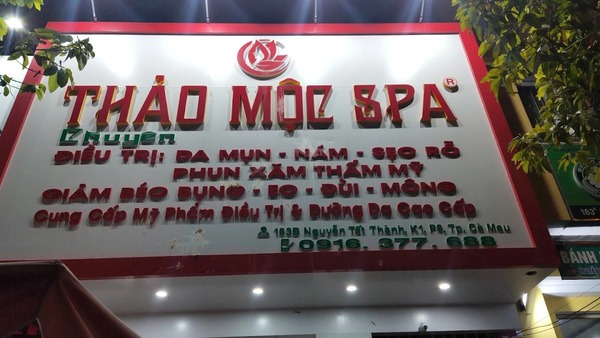 THẢO MỘC SPA ®
Chuyên
ĐIỀU TRỊ: DA MỤN - NÁM - SẸO RỖ
PHUN XĂM THẨM MỸ
GIẢM BÉO BỤNG - EO - ĐÙI - MÔNG
Cung Cấp Mỹ Phẩm Điều Trị & Dưỡng Da Cao Cấp
183B Nguyễn Tất Thành, K1, P8, Tp. Cà Mau
0916. 377. 688
183
BÁNH